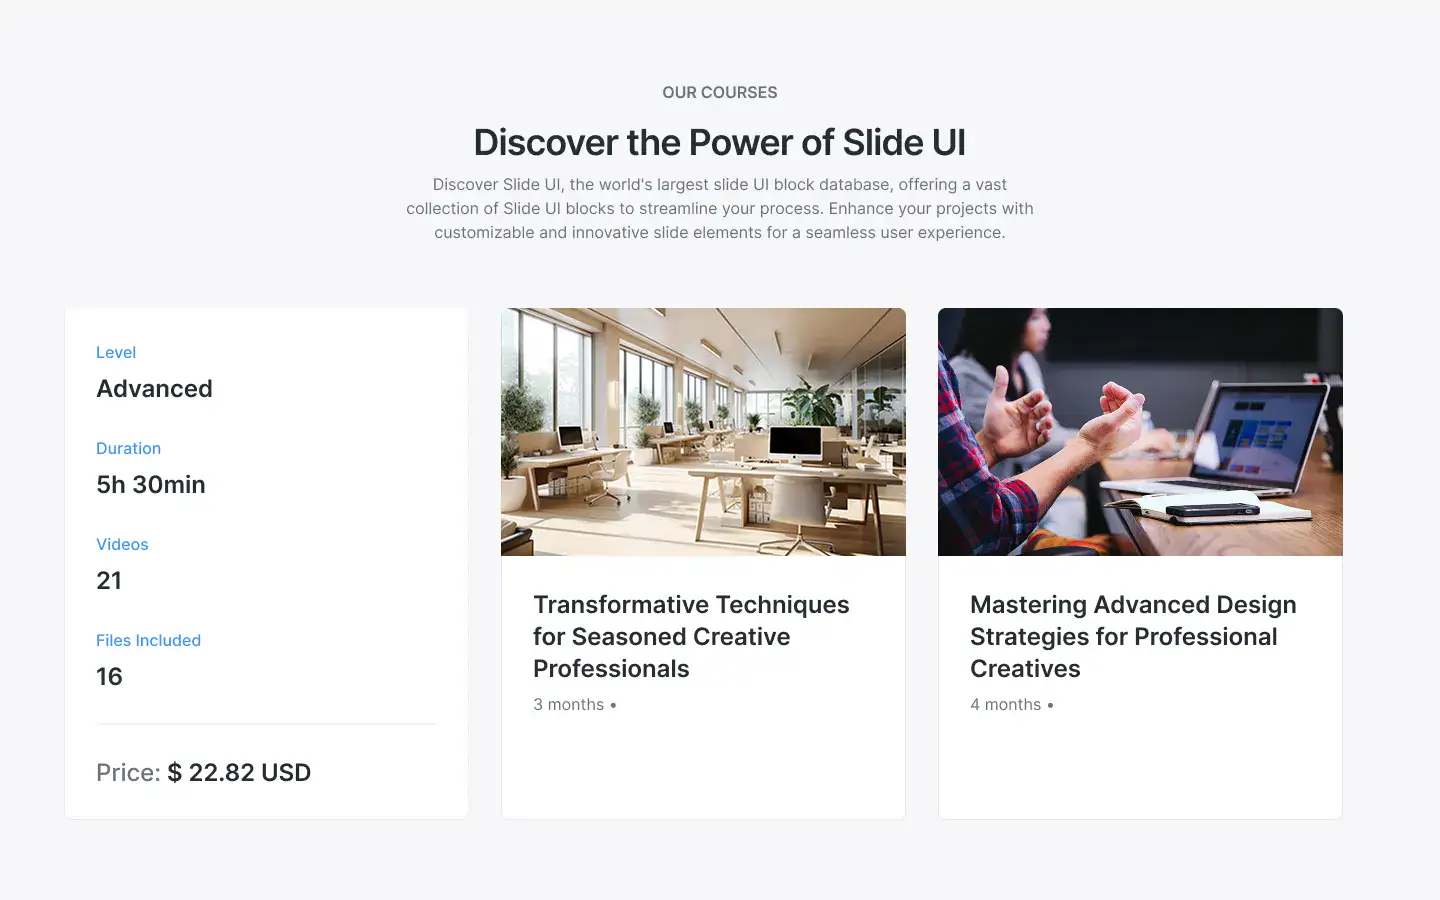 OUR COURSES
Discover the Power of Slide UI
Discover Slide UI, the world's largest slide UI block database, offering a vast
collection of Slide UI blocks to streamline your process. Enhance your projects with
customizable and innovative slide elements for a seamless user experience.
Level
Advanced
Duration
5h 30min
Videos
21
Files Included
16
Price: $ 22.82 USD
Transformative Techniques
for Seasoned Creative
Professionals
3 months •
Mastering Advanced Design
Strategies for Professional
Creatives
4 months •